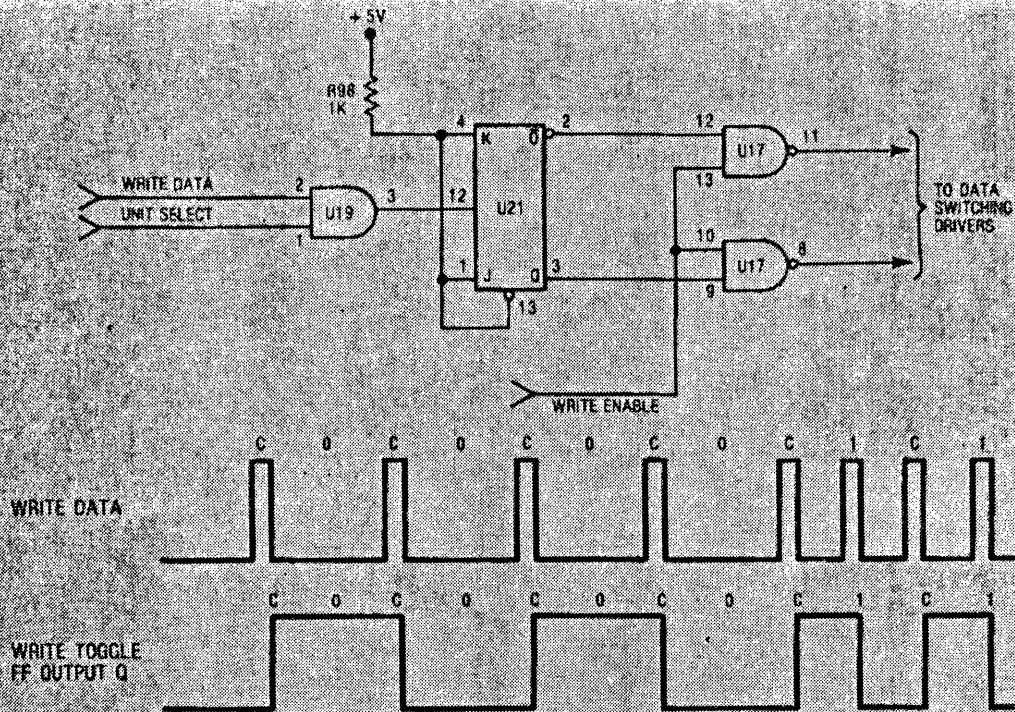 + 5V
R98
1K
4
K
Q
2
12
U17
11
13
WRITE DATA
2
U19
3
12
U21
UNIT SELECT
1
TO DATA
SWITCHING
DRIVERS
10
U17
8
9
1
J
Q
3
13
WRITE ENABLE
C 0 C 0 C 0 C 0 C 1 C 1
WRITE DATA
C 0 C 0 C 0 C 0 C 1 C 1
WRITE TOGGLE
FF OUTPUT Q